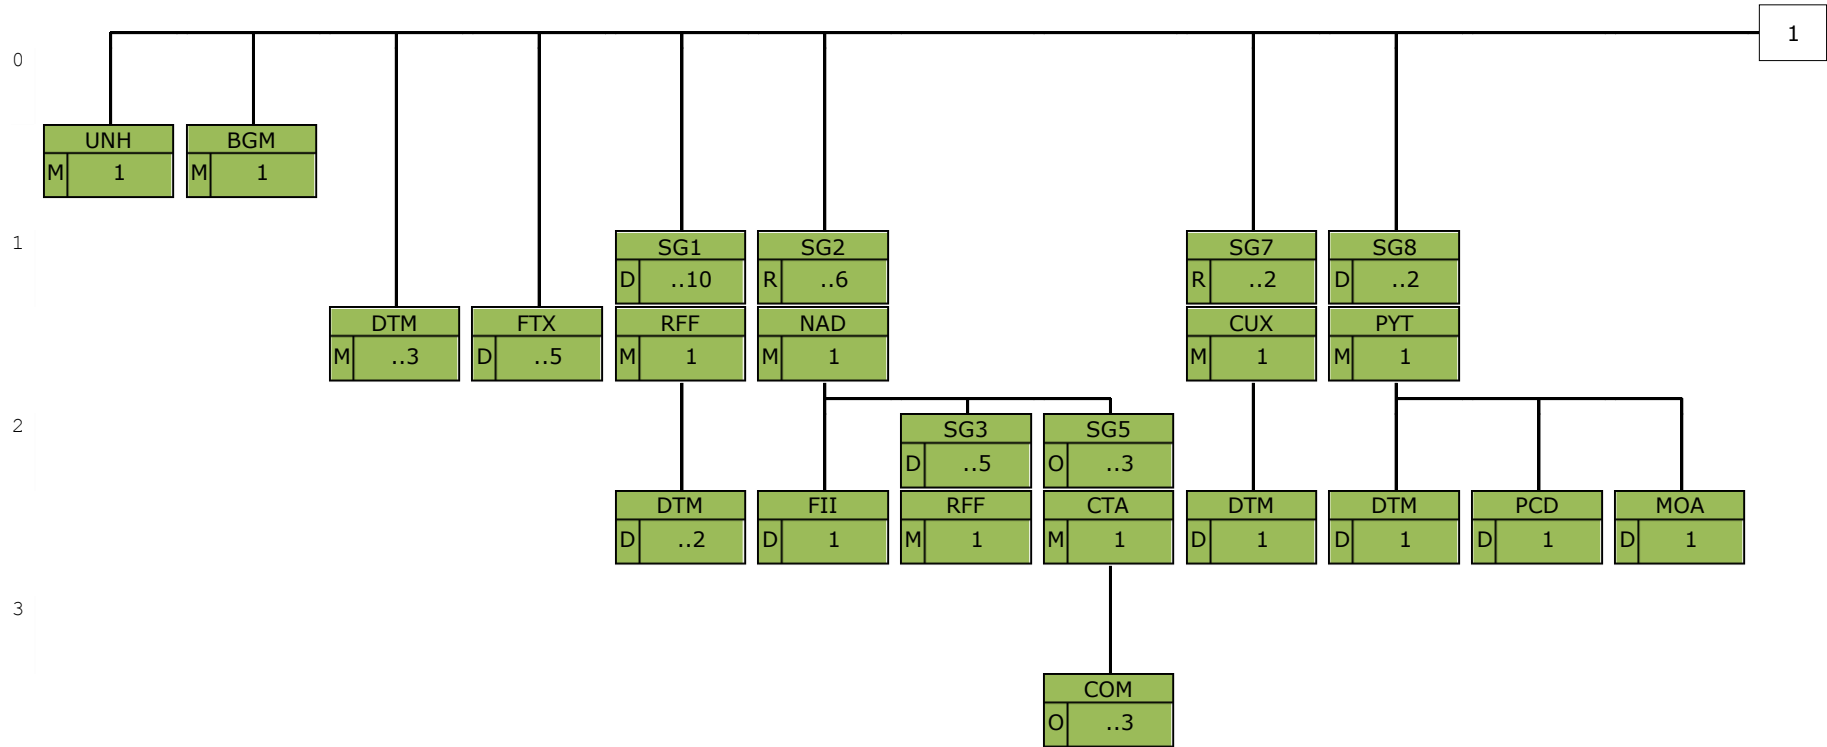 1
0
UNH BGM
M 1 M 1
1
SG1 SG2 SG7 SG8
D ..10 R ..6 R ..2 D ..2
DTM FTX RFF NAD CUX PYT
M ..3 D ..5 M 1 M 1 M 1 M 1
2
SG3 SG5
D ..5 O ..3
DTM FII RFF CTA DTM DTM PCD MOA
D ..2 D 1 M 1 M 1 D 1 D 1 D 1 D 1
3
COM
O ..3